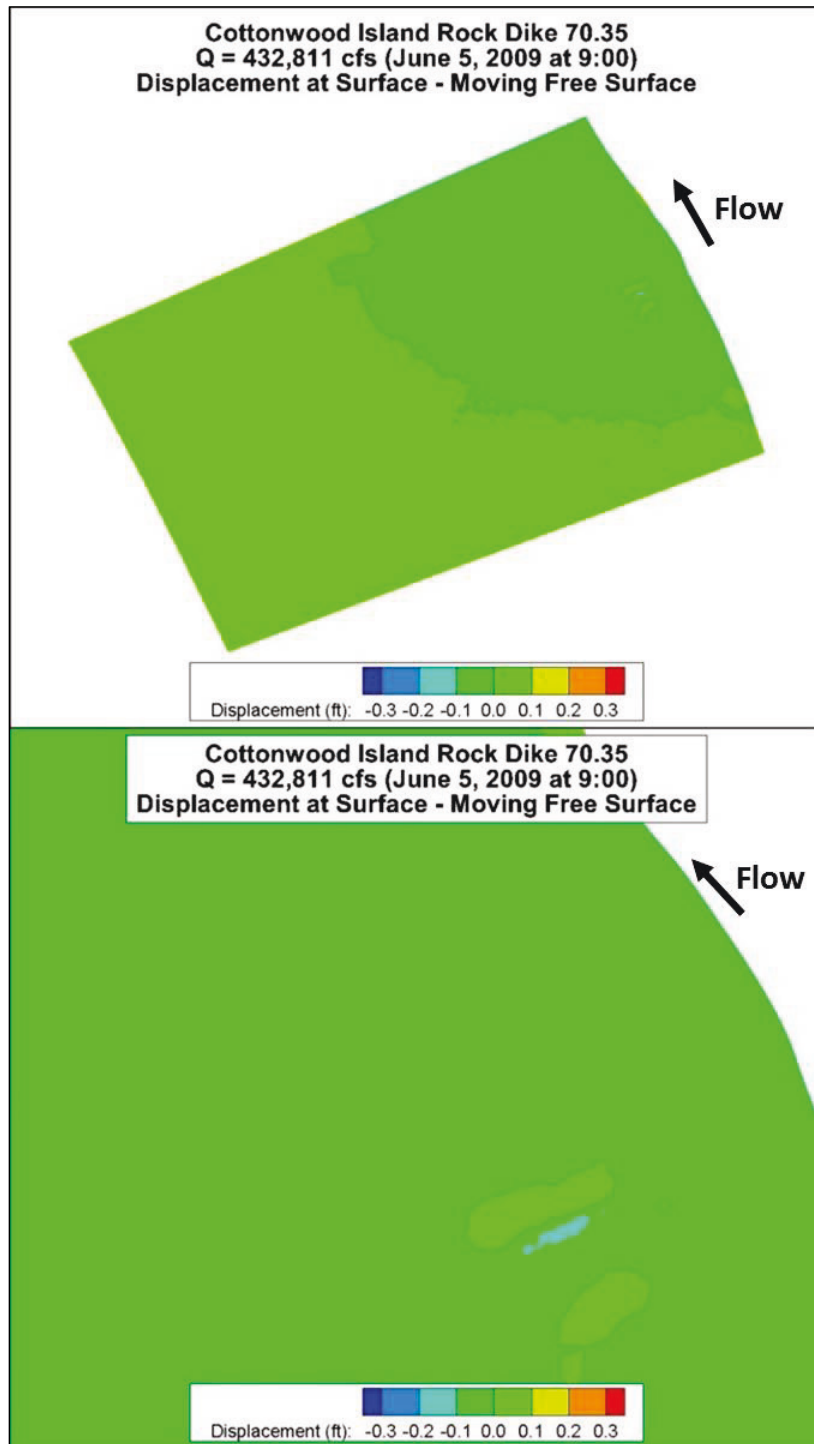 Cottonwood Island Rock Dike 70.35
Q = 432,811 cfs (June 5, 2009 at 9:00)
Displacement at Surface - Moving Free Surface
Flow
Displacement (ft): -0.3 -0.2 -0.1 0.0 0.1 0.2 0.3
Cottonwood Island Rock Dike 70.35
Q = 432,811 cfs (June 5, 2009 at 9:00)
Displacement at Surface - Moving Free Surface
Flow
Displacement (ft): -0.3 -0.2 -0.1 0.0 0.1 0.2 0.3